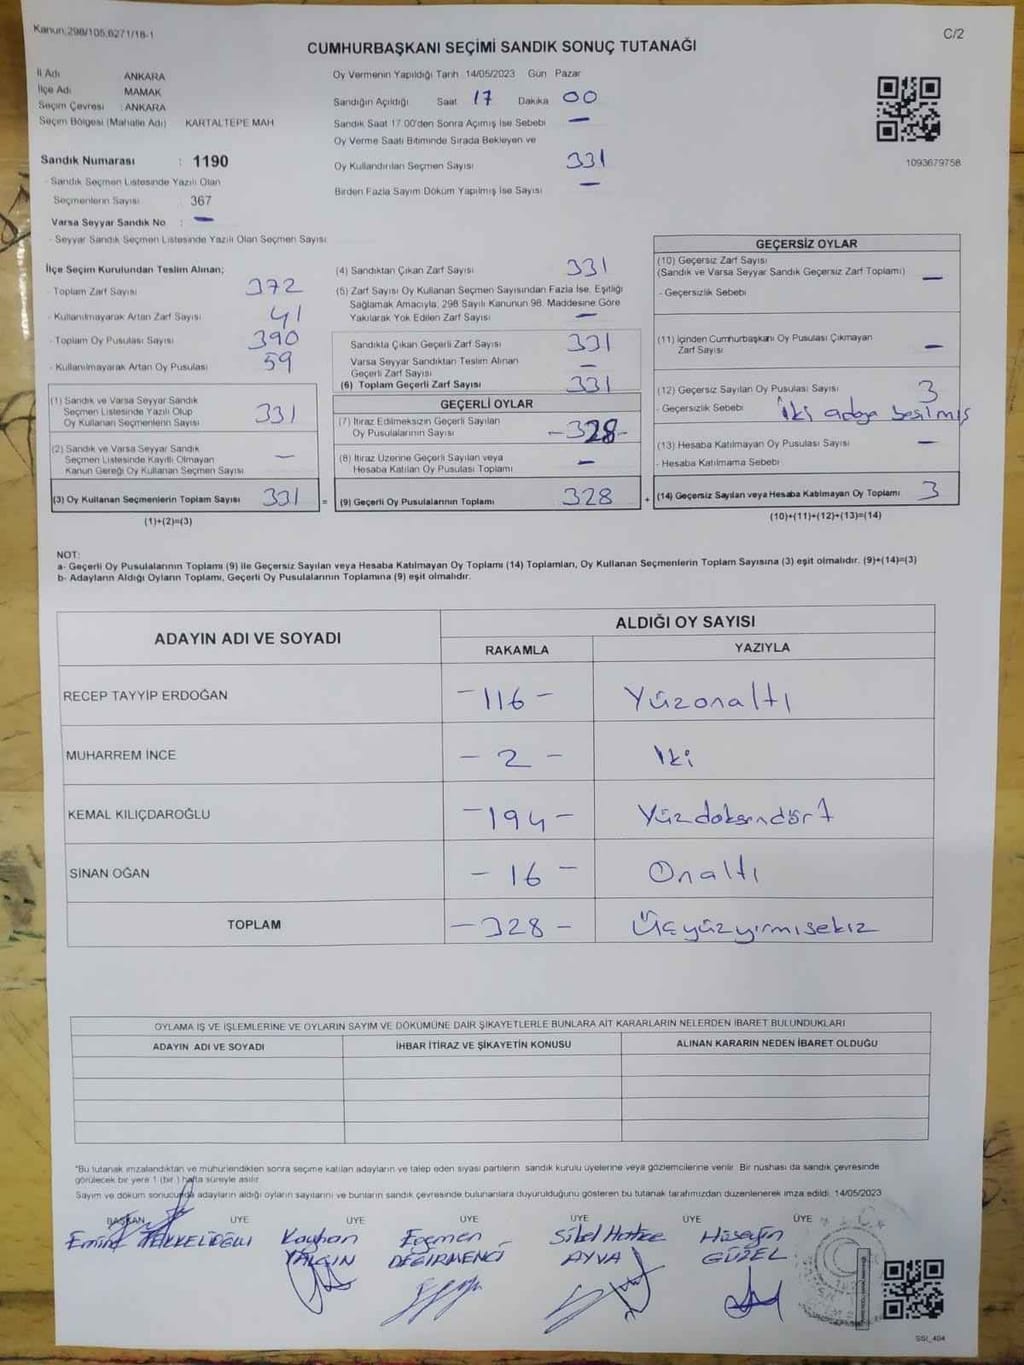 Kanun:298/105,6271/18-1
C/2
CUMHURBAŞKANI SEÇİMİ SANDIK SONUÇ TUTANAĞI
İl Adı ANKARA
İlçe Adı MAMAK
Seçim Çevresi : ANKARA
Seçim Bölgesi (Mahalle Adı) KARTALTEPE MAH
Sandık Numarası : 1190
- Sandık Seçmen Listesinde Yazılı Olan
Seçmenlerin Sayısı 367
Varsa Seyyar Sandık No : —
- Seyyar Sandık Seçmen Listesinde Yazılı Olan Seçmen Sayısı
Oy Vermenin Yapıldığı Tarih 14/05/2023 Gün Pazar
Sandığın Açıldığı Saat 17 Dakika 00
Sandık Saat 17.00'den Sonra Açımış İse Sebebi —
Oy Verme Saati Bitiminde Sırada Bekleyen ve
Oy Kullandırılan Seçmen Sayısı 331
Birden Fazla Sayım Döküm Yapılmış İse Sayısı —
1093679758
İlçe Seçim Kurulundan Teslim Alınan;
- Toplam Zarf Sayısı 372
- Kullanılmayarak Artan Zarf Sayısı 41
- Toplam Oy Pusulası Sayısı 390
- Kullanılmayarak Artan Oy Pusulası 59
(1) Sandık ve Varsa Seyyar Sandık
Seçmen Listesinde Yazılı Olup
Oy Kullanan Seçmenlerin Sayısı 331
(2) Sandık ve Varsa Seyyar Sandık
Seçmen Listesinde Kayıtlı Olmayan
Kanun Gereği Oy Kullanan Seçmen Sayısı —
(3) Oy Kullanan Seçmenlerin Toplam Sayısı 331 =
(1)+(2)=(3)
(4) Sandıktan Çıkan Zarf Sayısı 331
(5) Zarf Sayısı Oy Kullanan Seçmen Sayısından Fazla İse, Eşitliği
Sağlamak Amacıyla, 298 Sayılı Kanunun 98. Maddesine Göre
Yakılarak Yok Edilen Zarf Sayısı —
Sandıkta Çıkan Geçerli Zarf Sayısı 331
Varsa Seyyar Sandıktan Teslim Alınan
Geçerli Zarf Sayısı —
(6) Toplam Geçerli Zarf Sayısı 331
GEÇERLİ OYLAR
(7) İtiraz Edilmeksizin Geçerli Sayılan
Oy Pusulalarının Sayısı -328-
(8) İtiraz Üzerine Geçerli Sayılan veya
Hesaba Katılan Oy Pusulası Toplamı —
(9) Geçerli Oy Pusulalarının Toplamı 328 +
GEÇERSİZ OYLAR
(10) Geçersiz Zarf Sayısı
(Sandık ve Varsa Seyyar Sandık Geçersiz Zarf Toplamı) —
- Geçersizlik Sebebi
(11) İçinden Cumhurbaşkanı Oy Pusulası Çıkmayan
Zarf Sayısı —
(12) Geçersiz Sayılan Oy Pusulası Sayısı 3
- Geçersizlik Sebebi İki adaya basılmış
(13) Hesaba Katılmayan Oy Pusulası Sayısı —
- Hesaba Katılmama Sebebi
(14) Geçersiz Sayılan veya Hesaba Katılmayan Oy Toplamı 3
(10)+(11)+(12)+(13)=(14)
NOT:
a- Geçerli Oy Pusulalarının Toplamı (9) ile Geçersiz Sayılan veya Hesaba Katılmayan Oy Toplamı (14) Toplamları, Oy Kullanan Seçmenlerin Toplam Sayısına (3) eşit olmalıdır. (9)+(14)=(3)
b- Adayların Aldığı Oyların Toplamı, Geçerli Oy Pusulalarının Toplamına (9) eşit olmalıdır.
ADAYIN ADI VE SOYADI ALDIĞI OY SAYISI
RAKAMLA YAZIYLA
RECEP TAYYİP ERDOĞAN -116- Yüzonaltı
MUHARREM İNCE - 2 - İki
KEMAL KILIÇDAROĞLU -194- Yüzdoksandört
SİNAN OĞAN - 16 - Onaltı
TOPLAM -328- Üçyüzyirmisekiz
OYLAMA İŞ VE İŞLEMLERİNE VE OYLARIN SAYIM VE DÖKÜMÜNE DAİR ŞİKAYETLERLE BUNLARA AİT KARARLARIN NELERDEN İBARET BULUNDUKLARI
ADAYIN ADI VE SOYADI İHBAR İTİRAZ VE ŞİKAYETİN KONUSU ALINAN KARARIN NEDEN İBARET OLDUĞU
*Bu tutanak imzalandıktan ve mühürlendikten sonra seçime katılan adayların ve talep eden siyasi partilerin sandık kurulu üyelerine veya gözlemcilerine verilir. Bir nüshası da sandık çevresinde
görülecek bir yere 1 (bir) hafta süreyle asılır.
Sayım ve döküm sonucunda adayların aldığı oyların sayılarını ve bunların sandık çevresinde bulunanlara duyurulduğunu gösteren bu tutanak tarafımızdan düzenlenerek imza edildi. 14/05/2023
BAŞKAN ÜYE ÜYE ÜYE ÜYE ÜYE ÜYE
Emine TEKKELİOĞLU Kayhan Egemen Sibel Hatice Hüseyin
YALGIN DEĞİRMENCİ AYVA GÜZEL
SSI_404